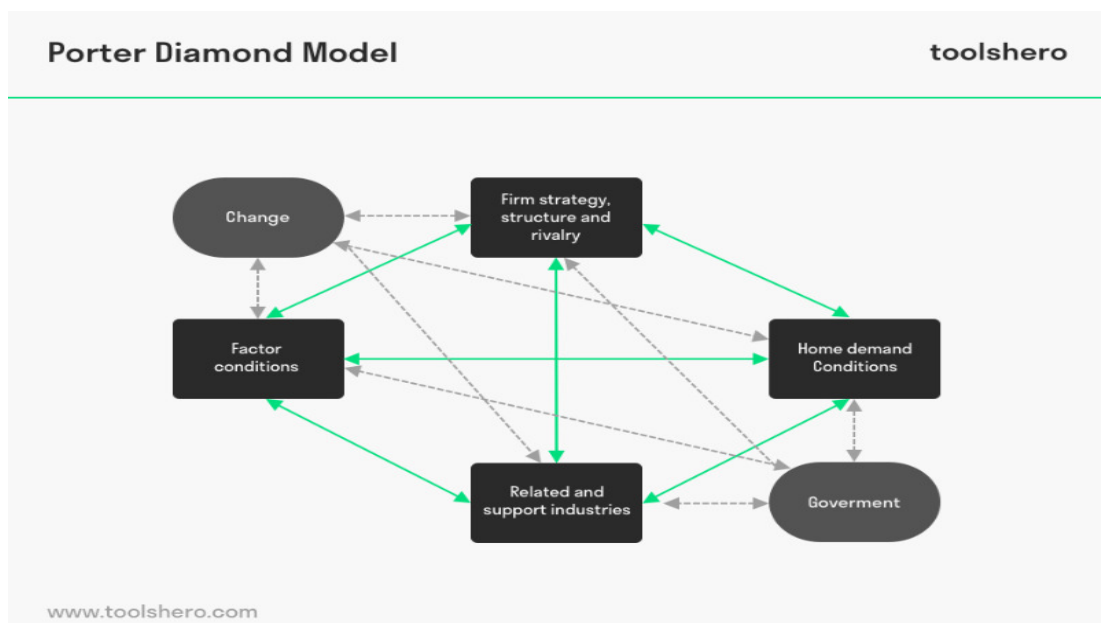 Porter Diamond Model
toolshero
Change
Firm strategy,
structure and
rivalry
Factor
conditions
Home demand
Conditions
Related and
support industries
Goverment
www.toolshero.com